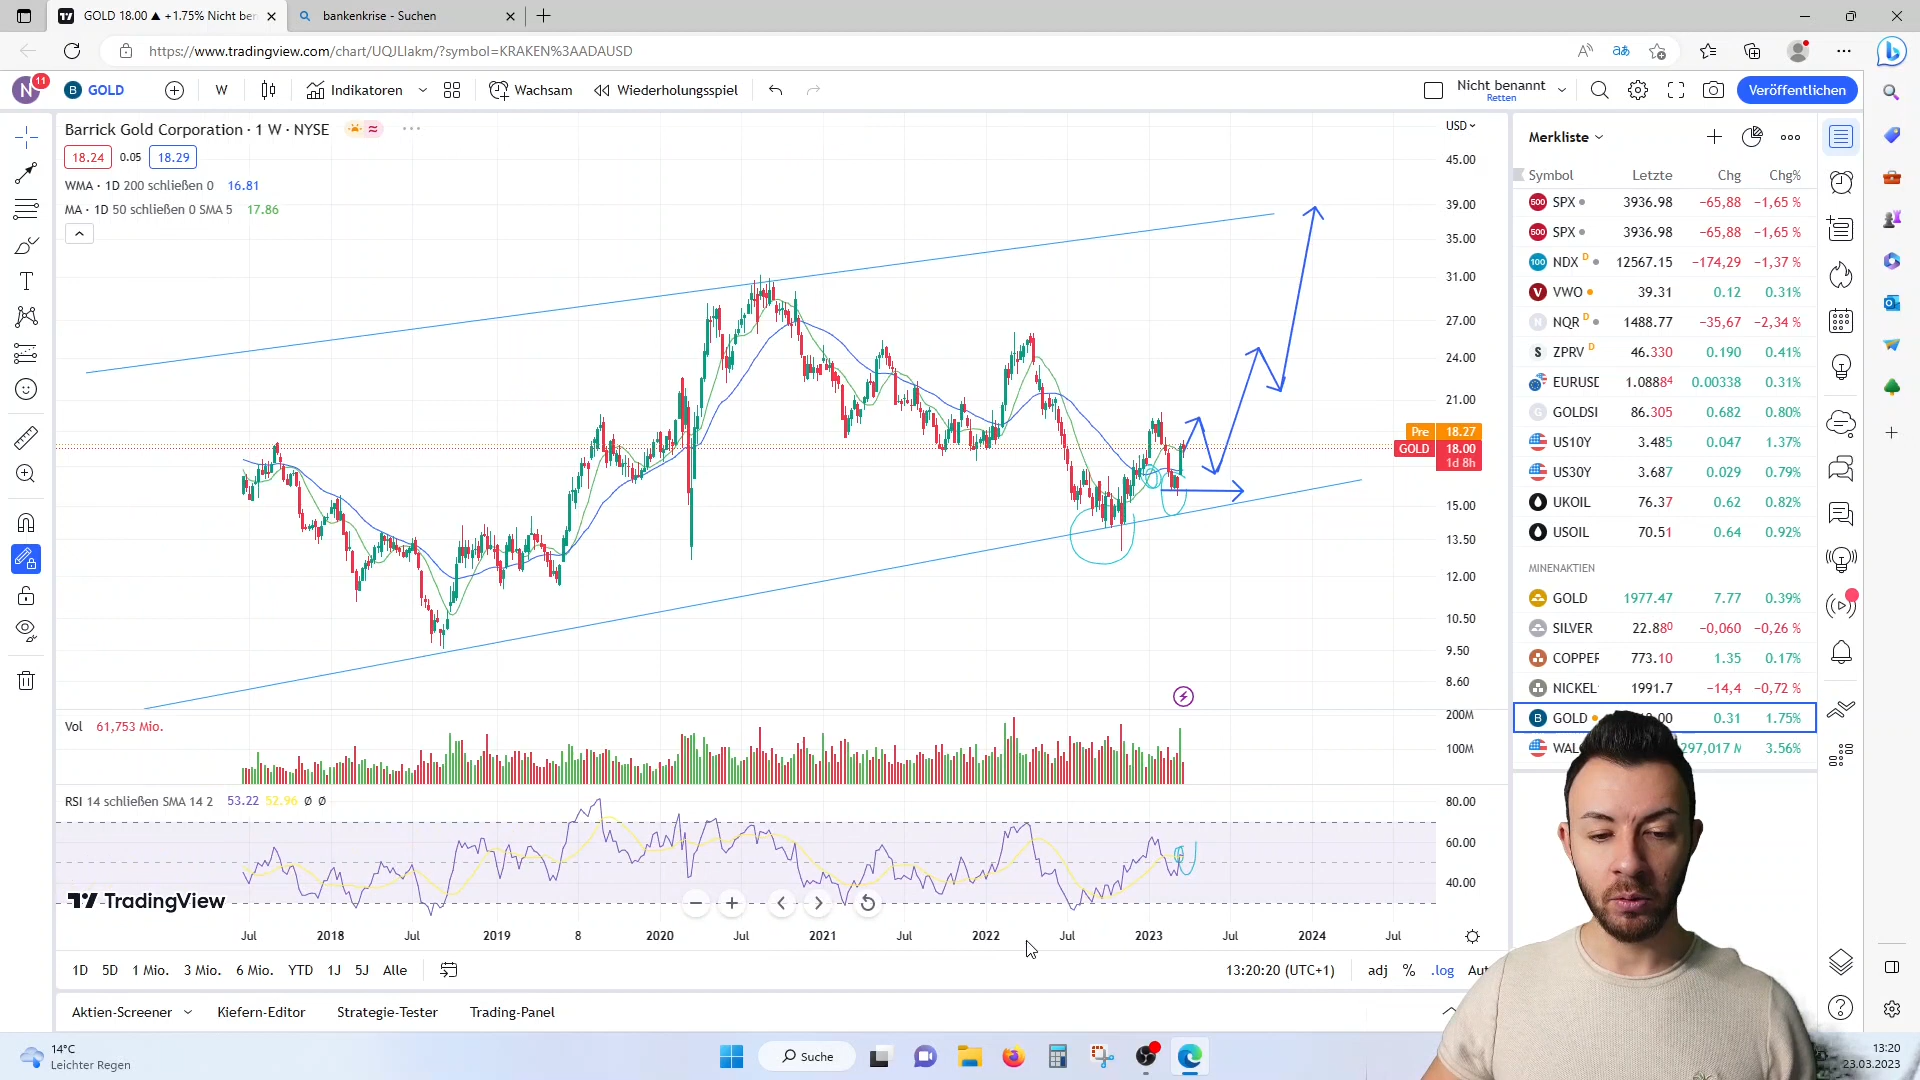 GOLD 18.00 ▲ +1.75% Nicht ben
bankenkrise - Suchen
https://www.tradingview.com/chart/UQJLIakm/?symbol=KRAKEN%3AADAUSD
N 11
B GOLD
W
Indikatoren
Wachsam
Wiederholungsspiel
Nicht benannt
Retten
Veröffentlichen
Barrick Gold Corporation · 1 W · NYSE
18.24 0.05 18.29
WMA · 1D 200 schließen 0 16.81
MA · 1D 50 schließen 0 SMA 5 17.86
USD
45.00
39.00
35.00
31.00
27.00
24.00
21.00
Pre 18.27
GOLD 18.00
1d 8h
15.00
13.50
12.00
10.50
9.50
8.60
Vol 61,753 Mio.
200M
100M
RSI 14 schließen SMA 14 2 53.22 52.96 Ø Ø
80.00
60.00
40.00
TradingView
Jul 2018 Jul 2019 8 2020 Jul 2021 Jul 2022 Jul 2023 Jul 2024 Jul
1D 5D 1 Mio. 3 Mio. 6 Mio. YTD 1J 5J Alle
13:20:20 (UTC+1)
adj % .log Aut
Aktien-Screener
Kiefern-Editor
Strategie-Tester
Trading-Panel
Merkliste
Symbol Letzte Chg Chg%
500 SPX 3936.98 −65,88 −1,65 %
500 SPX 3936.98 −65,88 −1,65 %
100 NDX D 12567.15 −174,29 −1,37 %
V VWO 39.31 0.12 0.31%
N NQR D 1488.77 −35,67 −2,34 %
S ZPRV D 46.330 0.190 0.41%
EURUSD 1.08884 0.00338 0.31%
G GOLDSI 86.305 0.682 0.80%
US10Y 3.485 0.047 1.37%
US30Y 3.687 0.029 0.79%
UKOIL 76.37 0.62 0.82%
USOIL 70.51 0.64 0.92%
MINENAKTIEN
GOLD 1977.47 7.77 0.39%
SILVER 22.880 −0,060 −0,26 %
COPPER 773.10 1.35 0.17%
NICKEL 1991.7 −14,4 −0,72 %
B GOLD .00 0.31 1.75%
297,017 M 3.56%
14°C
Leichter Regen
Suche
13:20
23.03.2023